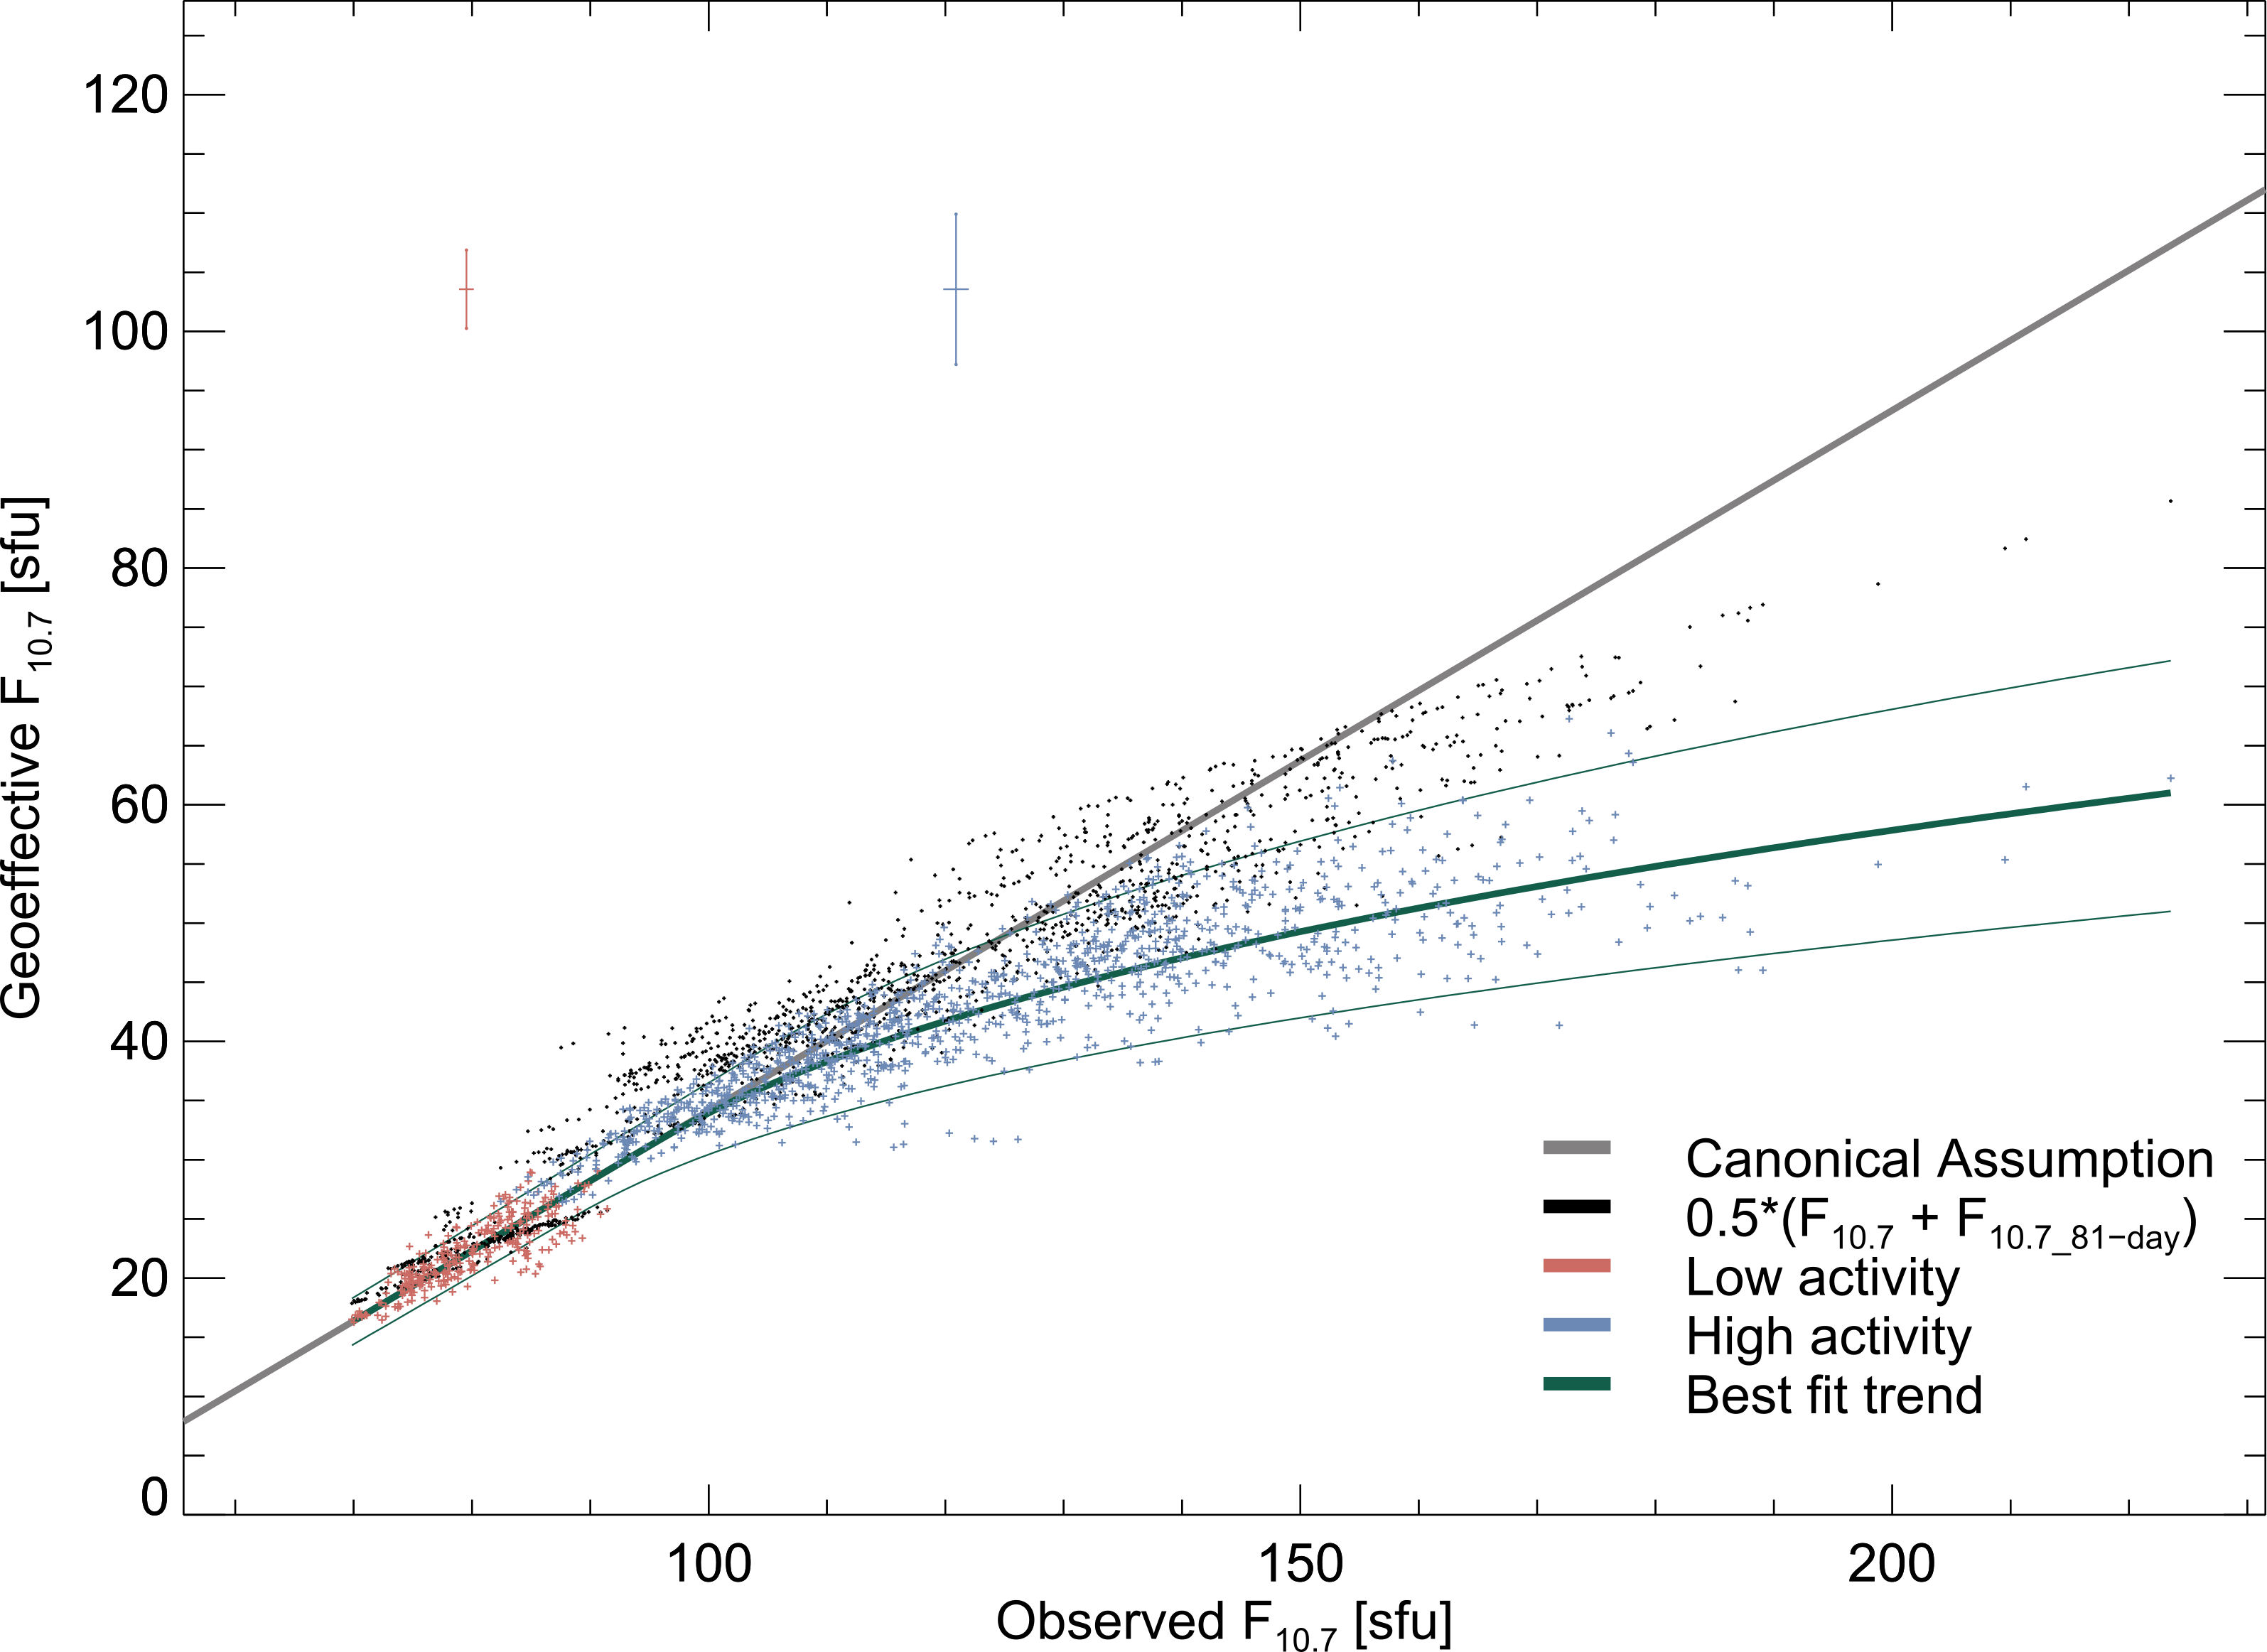 120
100
80
60
40
20
0
Geoeffective F10.7 [sfu]
Canonical Assumption
0.5*(F10.7 + F10.7_81−day)
Low activity
High activity
Best fit trend
100 150 200
Observed F10.7 [sfu]